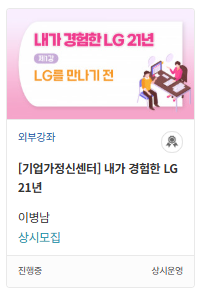 내가 경험한 LG 21년
제1강
LG를 만나기 전
외부강좌
[기업가정신센터] 내가 경험한 LG
21년
이병남
상시모집
진행중
상시운영